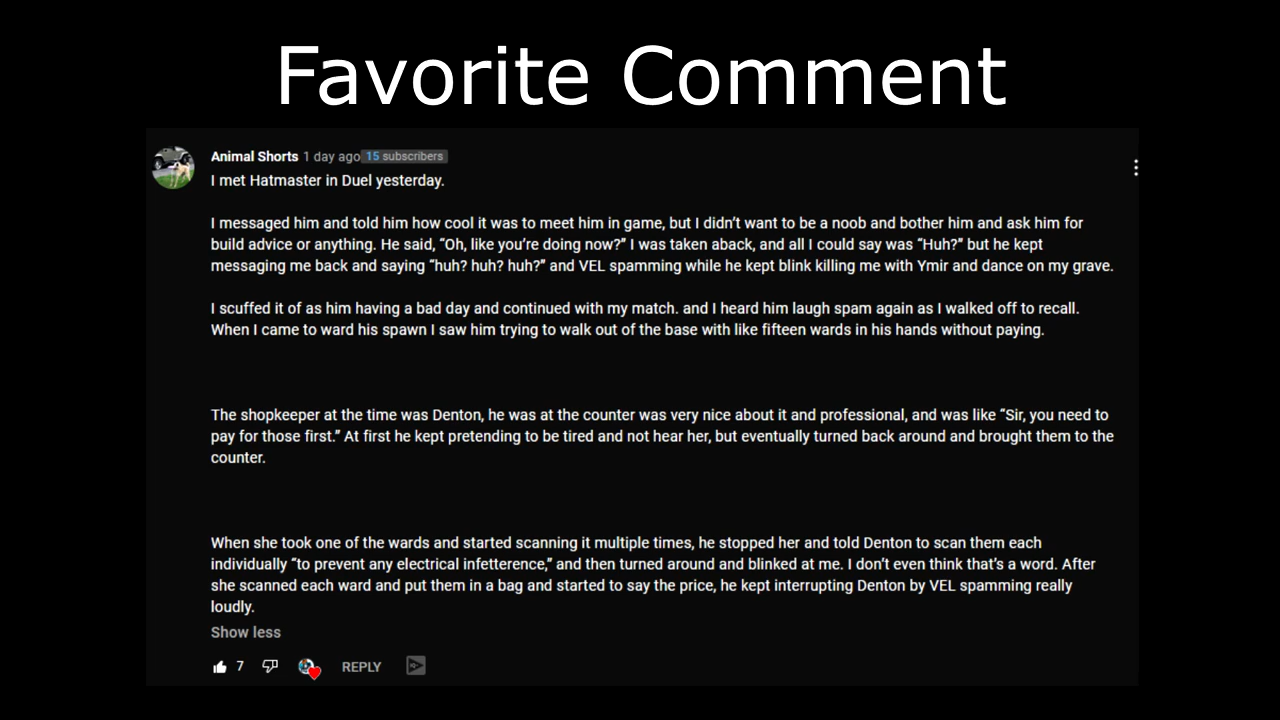 Favorite Comment
Animal Shorts 1 day ago 15 subscribers
I met Hatmaster in Duel yesterday.
I messaged him and told him how cool it was to meet him in game, but I didn’t want to be a noob and bother him and ask him for
build advice or anything. He said, “Oh, like you’re doing now?” I was taken aback, and all I could say was “Huh?” but he kept
messaging me back and saying “huh? huh? huh?” and VEL spamming while he kept blink killing me with Ymir and dance on my grave.
I scuffed it of as him having a bad day and continued with my match. and I heard him laugh spam again as I walked off to recall.
When I came to ward his spawn I saw him trying to walk out of the base with like fifteen wards in his hands without paying.
The shopkeeper at the time was Denton, he was at the counter was very nice about it and professional, and was like “Sir, you need to
pay for those first.” At first he kept pretending to be tired and not hear her, but eventually turned back around and brought them to the
counter.
When she took one of the wards and started scanning it multiple times, he stopped her and told Denton to scan them each
individually “to prevent any electrical infetterence,” and then turned around and blinked at me. I don’t even think that’s a word. After
she scanned each ward and put them in a bag and started to say the price, he kept interrupting Denton by VEL spamming really
loudly.
Show less
7 REPLY